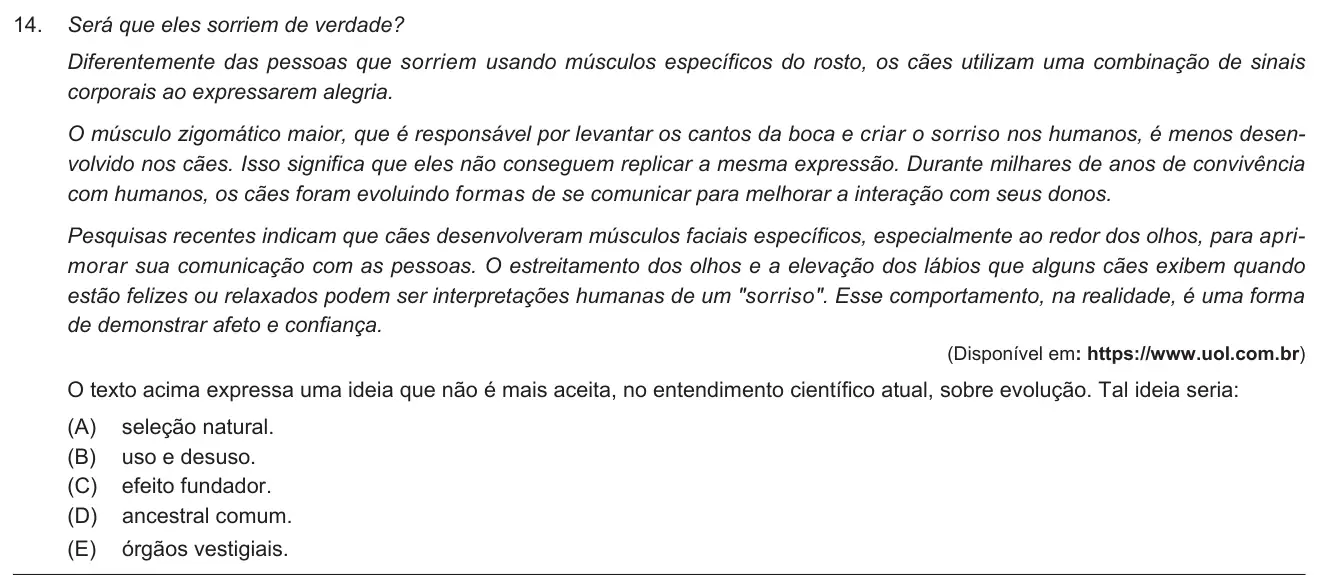 14. Será que eles sorriem de verdade?
Diferentemente das pessoas que sorriem usando músculos específicos do rosto, os cães utilizam uma combinação de sinais
corporais ao expressarem alegria.
O músculo zigomático maior, que é responsável por levantar os cantos da boca e criar o sorriso nos humanos, é menos desen-
volvido nos cães. Isso significa que eles não conseguem replicar a mesma expressão. Durante milhares de anos de convivência
com humanos, os cães foram evoluindo formas de se comunicar para melhorar a interação com seus donos.
Pesquisas recentes indicam que cães desenvolveram músculos faciais específicos, especialmente ao redor dos olhos, para apri-
morar sua comunicação com as pessoas. O estreitamento dos olhos e a elevação dos lábios que alguns cães exibem quando
estão felizes ou relaxados podem ser interpretações humanas de um "sorriso". Esse comportamento, na realidade, é uma forma
de demonstrar afeto e confiança.
(Disponível em: https://www.uol.com.br)
O texto acima expressa uma ideia que não é mais aceita, no entendimento científico atual, sobre evolução. Tal ideia seria:
(A) seleção natural.
(B) uso e desuso.
(C) efeito fundador.
(D) ancestral comum.
(E) órgãos vestigiais.